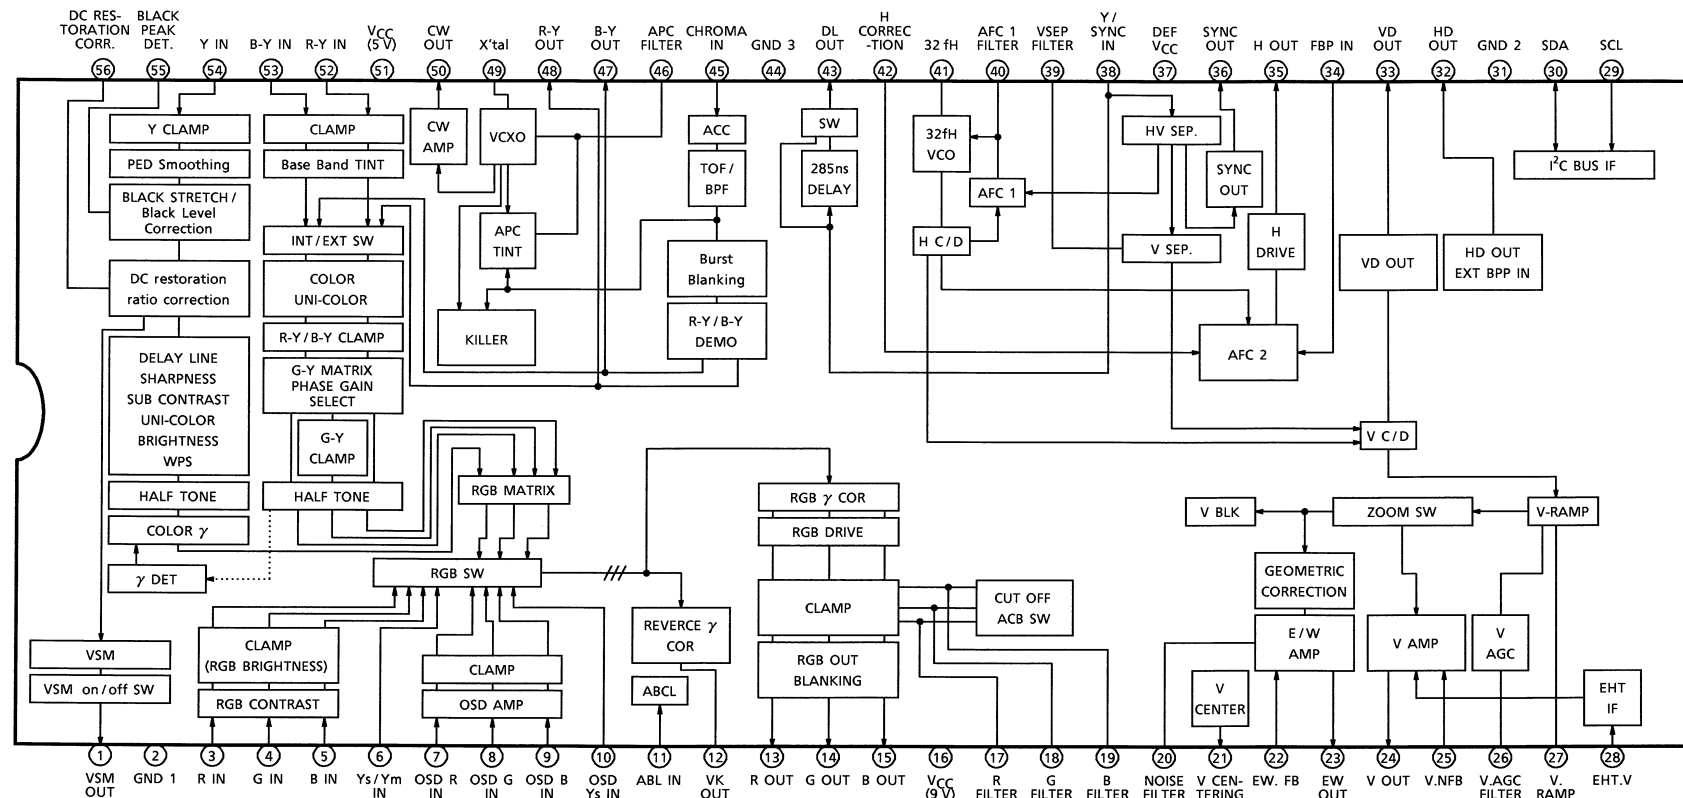 DC RES-
TORATION
CORR.
BLACK
PEAK
DET.
Y IN
B-Y IN
R-Y IN
VCC
(5 V)
CW
OUT
X'tal
R-Y
OUT
B-Y
OUT
APC
FILTER
CHROMA
IN
GND 3
DL
OUT
H
CORREC
-TION
32 fH
AFC 1
FILTER
VSEP
FILTER
Y /
SYNC
IN
DEF
VCC
SYNC
OUT
H OUT
FBP IN
VD
OUT
HD
OUT
GND 2
SDA
SCL
56
55
54
53
52
51
50
49
48
47
46
45
44
43
42
41
40
39
38
37
36
35
34
33
32
31
30
29
Y CLAMP
PED Smoothing
BLACK STRETCH /
Black Level
Correction
DC restoration
ratio correction
DELAY LINE
SHARPNESS
SUB CONTRAST
UNI-COLOR
BRIGHTNESS
WPS
HALF TONE
COLOR γ
γ DET
VSM
VSM on / off SW
CLAMP
Base Band TINT
INT / EXT SW
COLOR
UNI-COLOR
R-Y / B-Y CLAMP
G-Y MATRIX
PHASE GAIN
SELECT
G-Y
CLAMP
HALF TONE
CLAMP
(RGB BRIGHTNESS)
RGB CONTRAST
CW
AMP
VCXO
APC
TINT
KILLER
RGB MATRIX
RGB SW
CLAMP
OSD AMP
ACC
TOF /
BPF
Burst
Blanking
R-Y / B-Y
DEMO
REVERCE γ
COR
ABCL
SW
285ns
DELAY
RGB γ COR
RGB DRIVE
CLAMP
RGB OUT
BLANKING
CUT OFF
ACB SW
32fH
VCO
AFC 1
H C / D
HV SEP.
SYNC
OUT
V SEP.
H
DRIVE
AFC 2
VD OUT
HD OUT
EXT BPP IN
I2C BUS IF
V C / D
V BLK
ZOOM SW
V-RAMP
GEOMETRIC
CORRECTION
E / W
AMP
V AMP
V
AGC
V
CENTER
EHT
IF
1
2
3
4
5
6
7
8
9
10
11
12
13
14
15
16
17
18
19
20
21
22
23
24
25
26
27
28
VSM
OUT
GND 1
R IN
G IN
B IN
Ys / Ym
IN
OSD R
IN
OSD G
IN
OSD B
IN
OSD
Ys IN
ABL IN
VK
OUT
R OUT
G OUT
B OUT
VCC
(9 V)
R
FILTER
G
FILTER
B
FILTER
NOISE
FILTER
V CEN-
TERING
EW. FB
EW
OUT
V OUT
V.NFB
V.AGC
FILTER
V.
RAMP
EHT.V